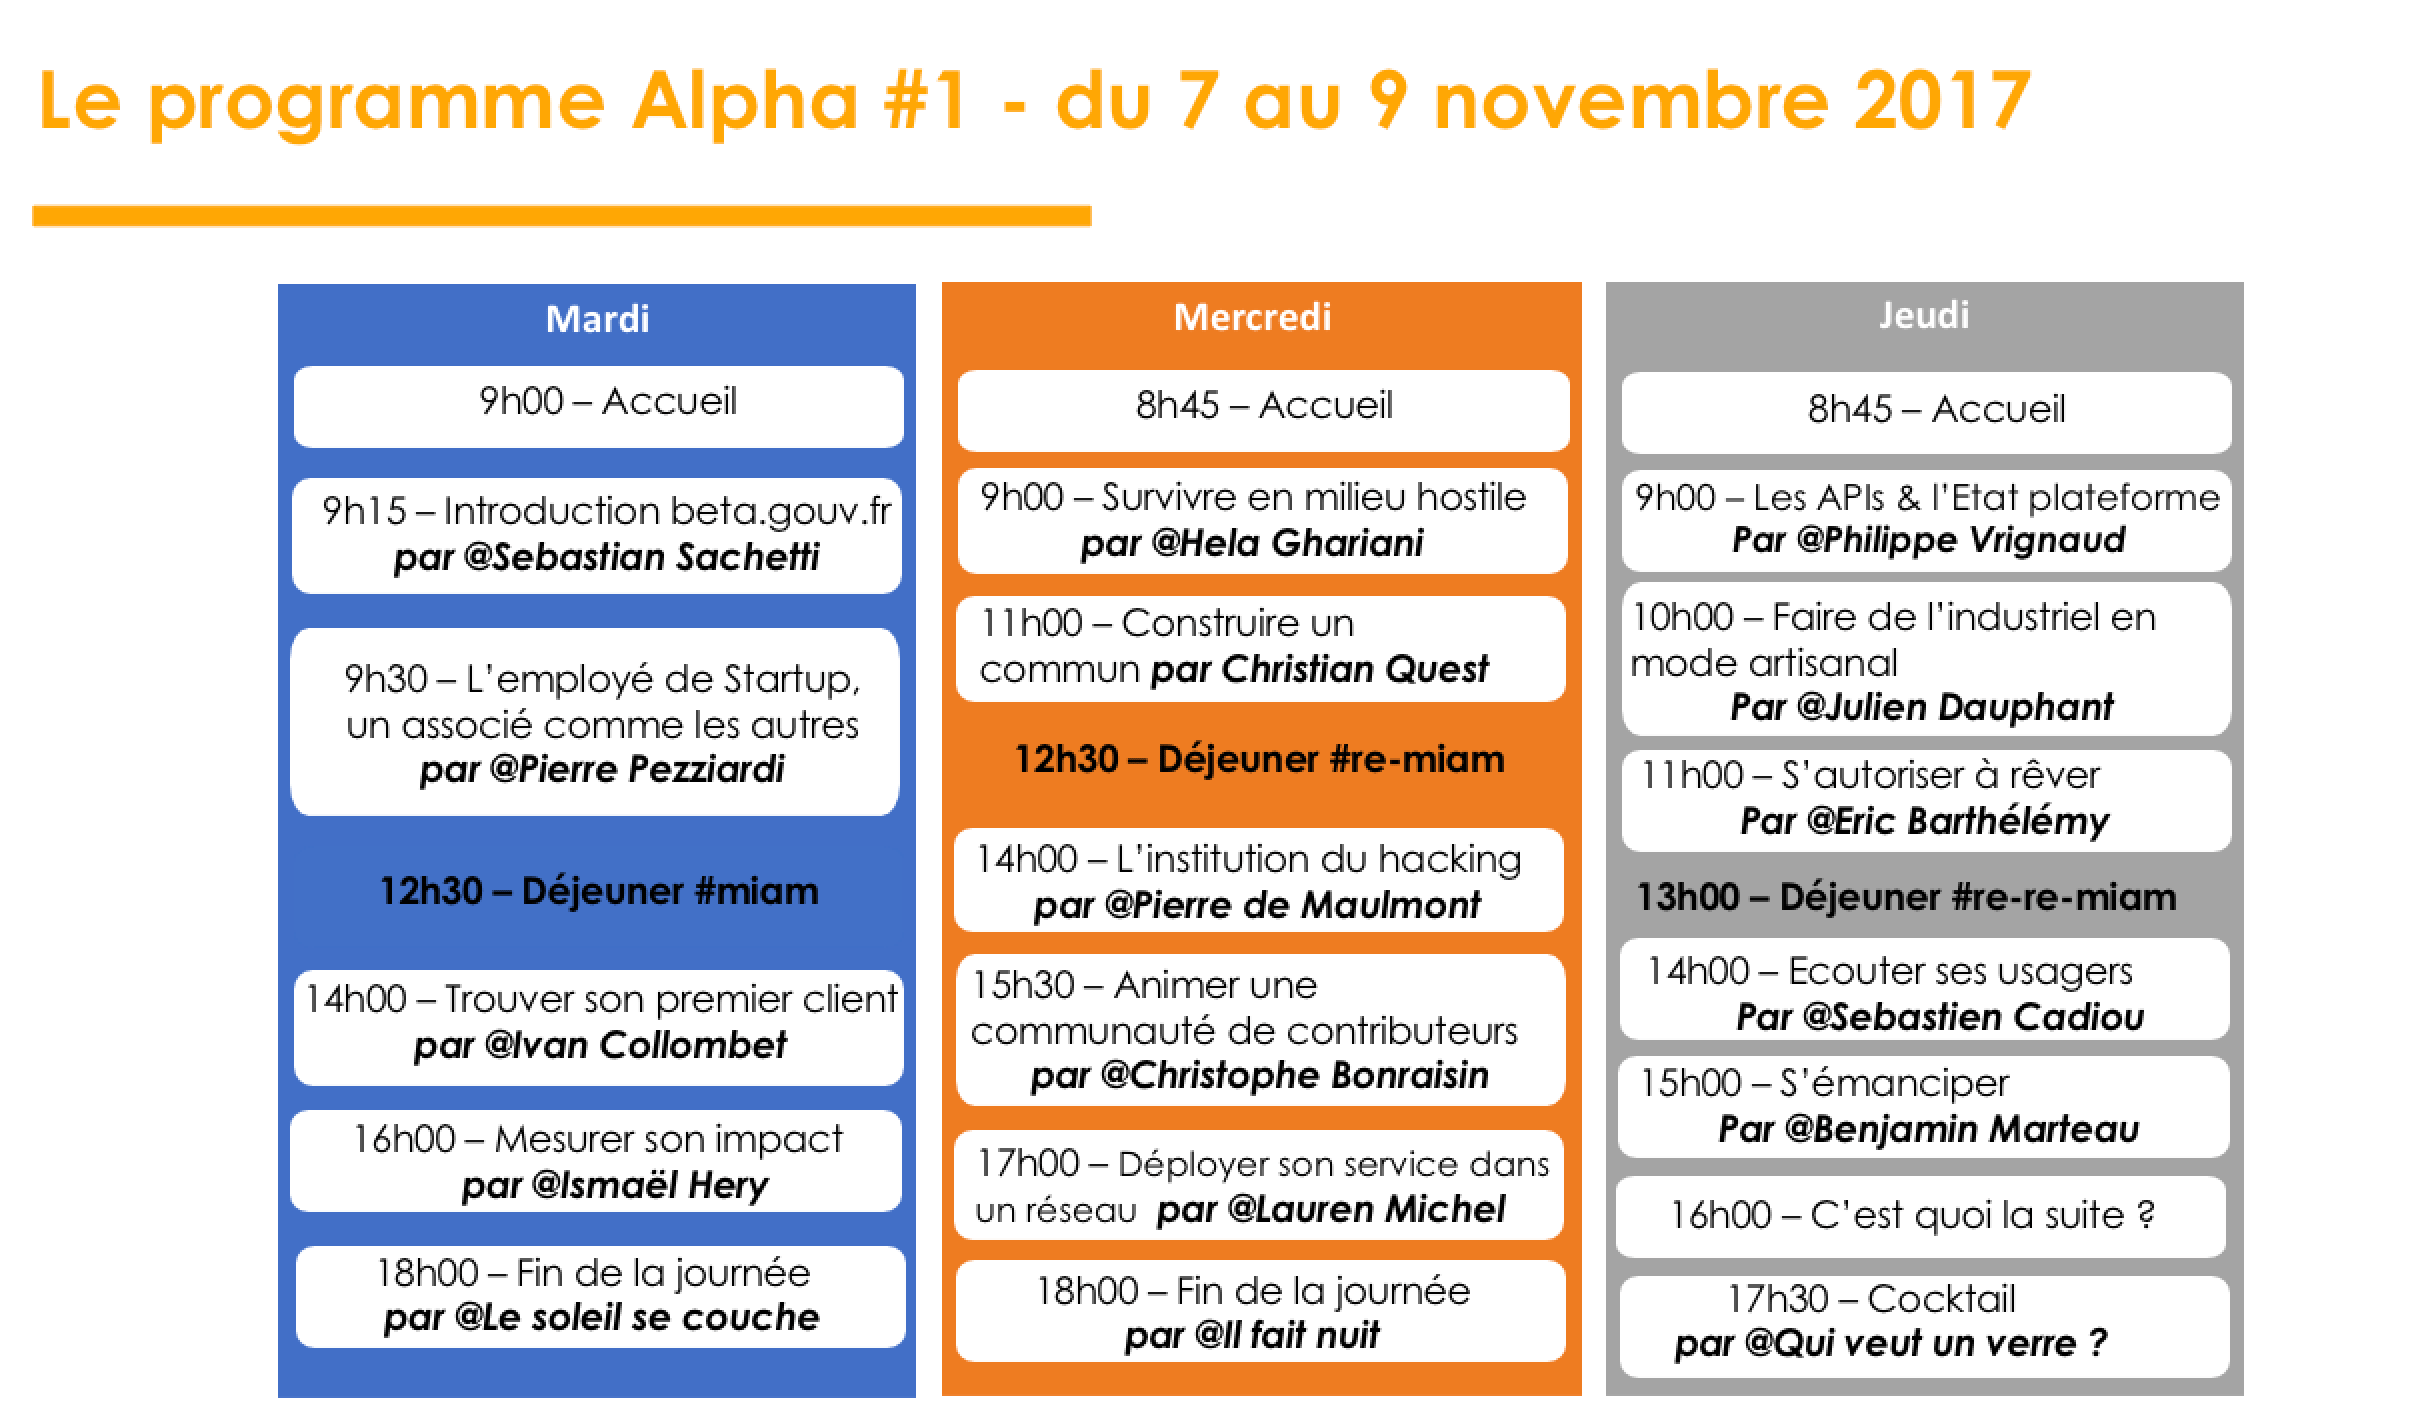 Le programme Alpha #1 - du 7 au 9 novembre 2017
Mardi
9h00 – Accueil
9h15 – Introduction beta.gouv.fr
par @Sebastian Sachetti
9h30 – L’employé de Startup,
un associé comme les autres
par @Pierre Pezziardi
12h30 – Déjeuner #miam
14h00 – Trouver son premier client
par @Ivan Collombet
16h00 – Mesurer son impact
par @Ismaël Hery
18h00 – Fin de la journée
par @Le soleil se couche
Mercredi
8h45 – Accueil
9h00 – Survivre en milieu hostile
par @Hela Ghariani
11h00 – Construire un
commun par Christian Quest
12h30 – Déjeuner #re-miam
14h00 – L’institution du hacking
par @Pierre de Maulmont
15h30 – Animer une
communauté de contributeurs
par @Christophe Bonraisin
17h00 – Déployer son service dans
un réseau par @Lauren Michel
18h00 – Fin de la journée
par @Il fait nuit
Jeudi
8h45 – Accueil
9h00 – Les APIs & l’Etat plateforme
Par @Philippe Vrignaud
10h00 – Faire de l’industriel en
mode artisanal
Par @Julien Dauphant
11h00 – S’autoriser à rêver
Par @Eric Barthélémy
13h00 – Déjeuner #re-re-miam
14h00 – Ecouter ses usagers
Par @Sebastien Cadiou
15h00 – S’émanciper
Par @Benjamin Marteau
16h00 – C’est quoi la suite ?
17h30 – Cocktail
par @Qui veut un verre ?